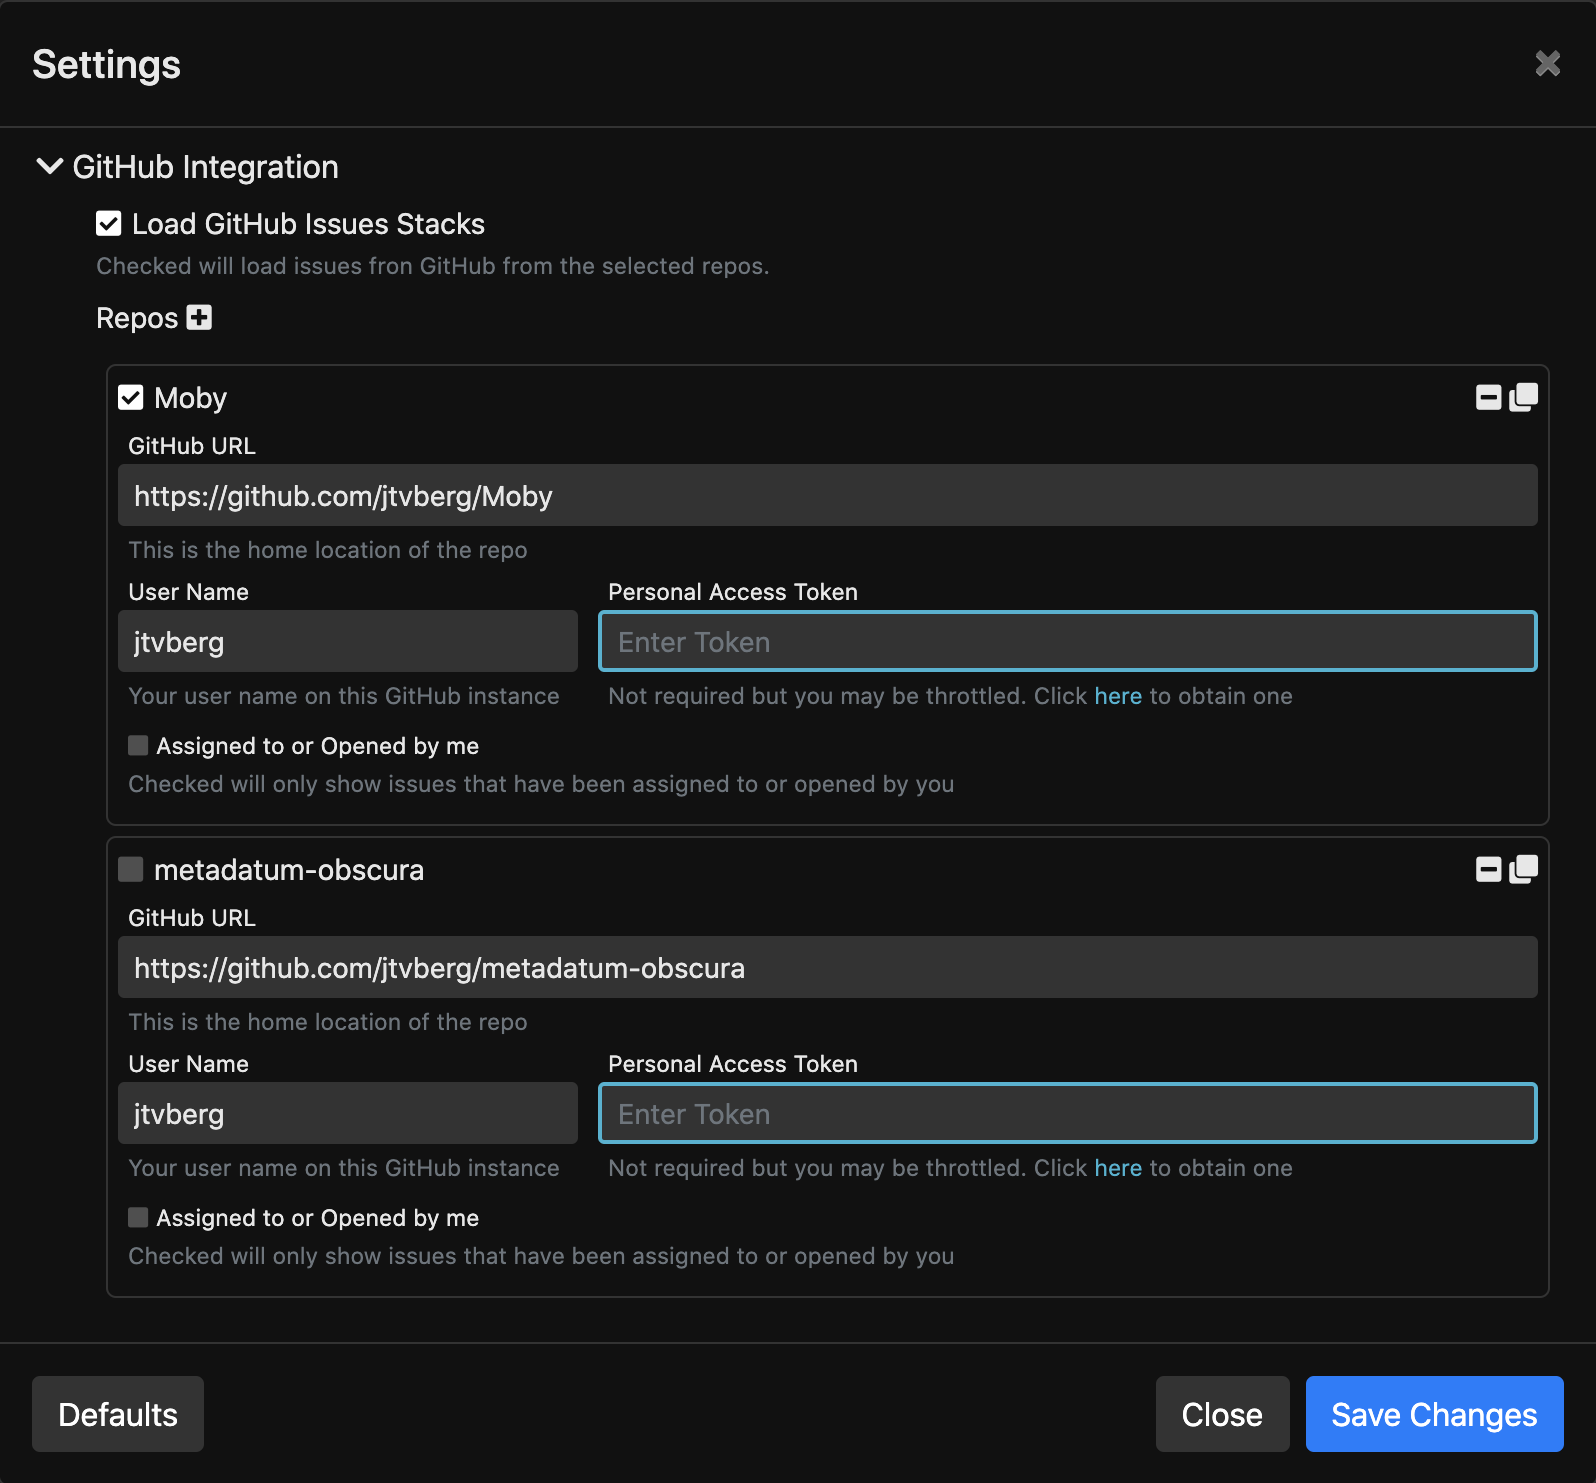 Settings
GitHub Integration
Load GitHub Issues Stacks
Checked will load issues fron GitHub from the selected repos.
Repos
Moby
GitHub URL
https://github.com/jtvberg/Moby
This is the home location of the repo
User Name
Personal Access Token
jtvberg
Enter Token
Your user name on this GitHub instance
Not required but you may be throttled. Click here to obtain one
Assigned to or Opened by me
Checked will only show issues that have been assigned to or opened by you
metadatum-obscura
GitHub URL
https://github.com/jtvberg/metadatum-obscura
This is the home location of the repo
User Name
Personal Access Token
jtvberg
Enter Token
Your user name on this GitHub instance
Not required but you may be throttled. Click here to obtain one
Assigned to or Opened by me
Checked will only show issues that have been assigned to or opened by you
Defaults
Close
Save Changes